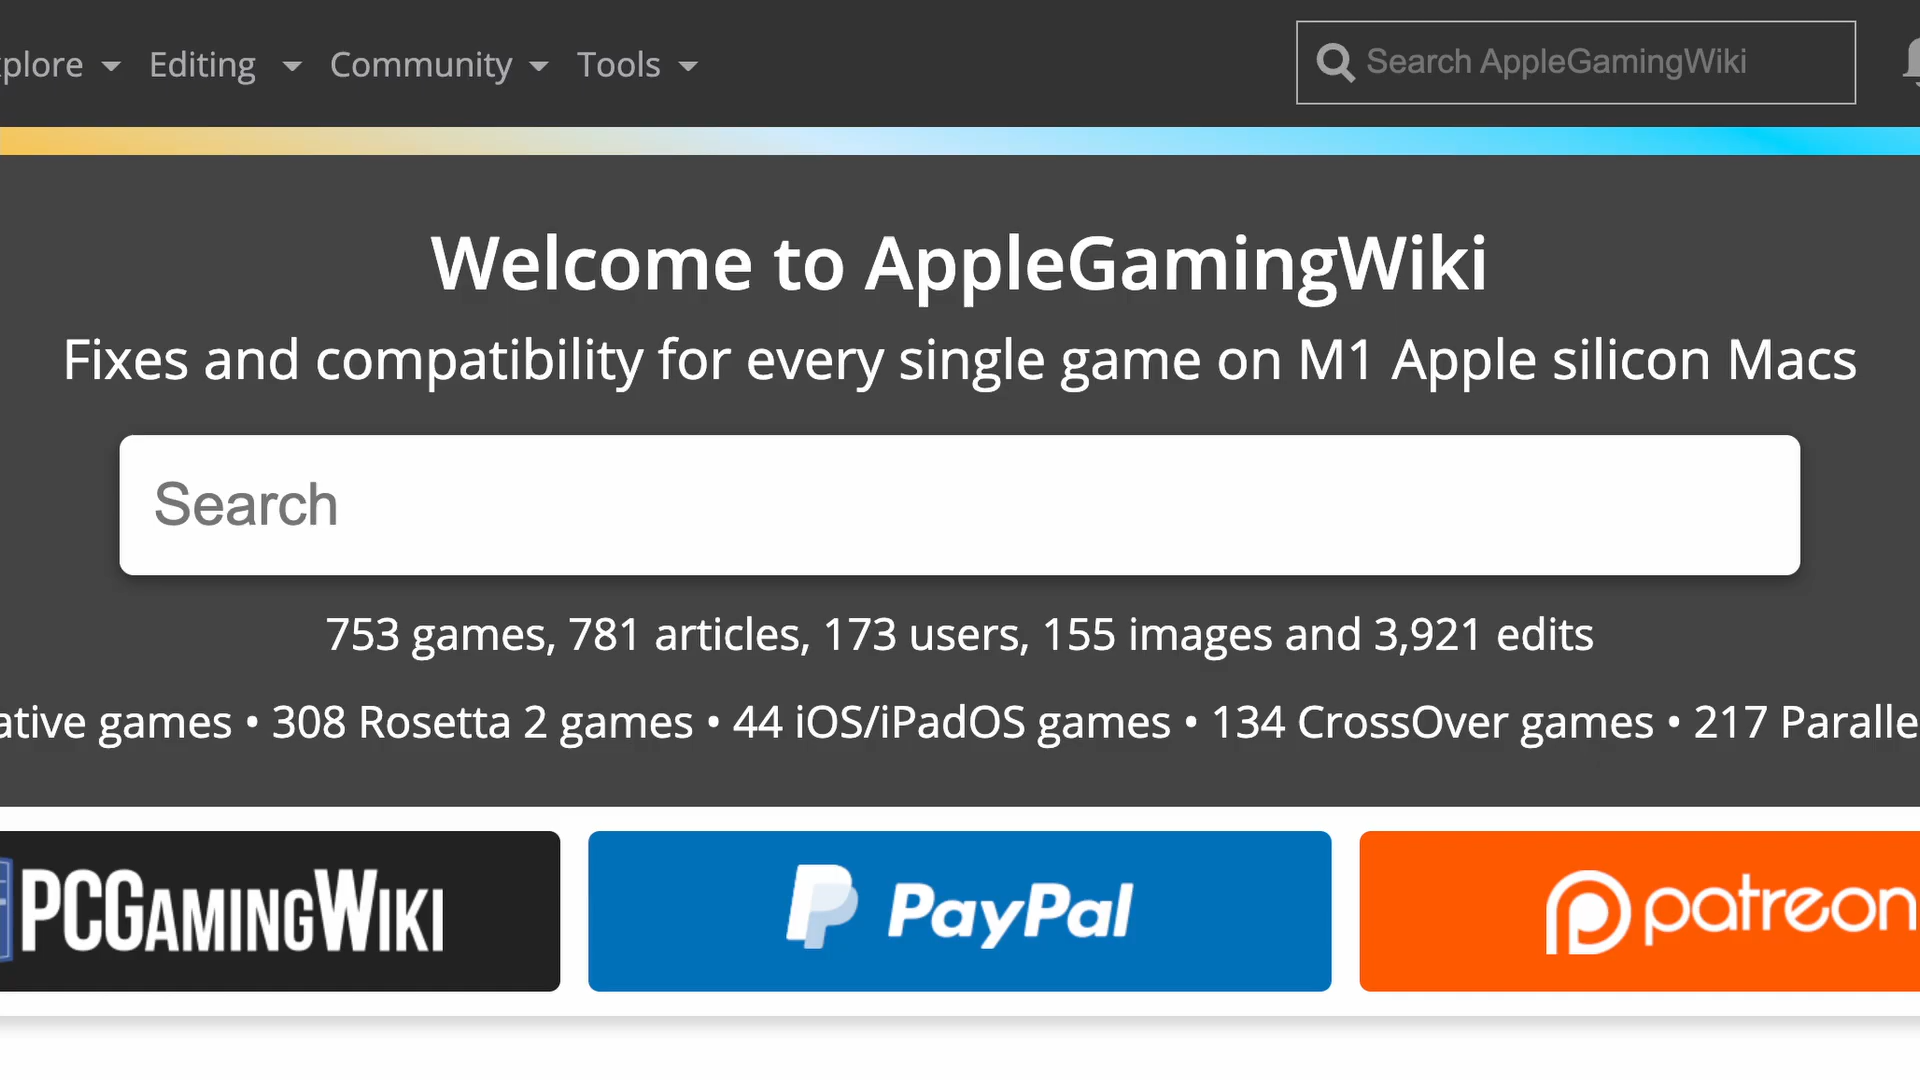 plore Editing Community Tools Search AppleGamingWiki
Welcome to AppleGamingWiki
Fixes and compatibility for every single game on M1 Apple silicon Macs
Search
753 games, 781 articles, 173 users, 155 images and 3,921 edits
ative games • 308 Rosetta 2 games • 44 iOS/iPadOS games • 134 CrossOver games • 217 Paralle
PCGamingWiki PayPal patreon